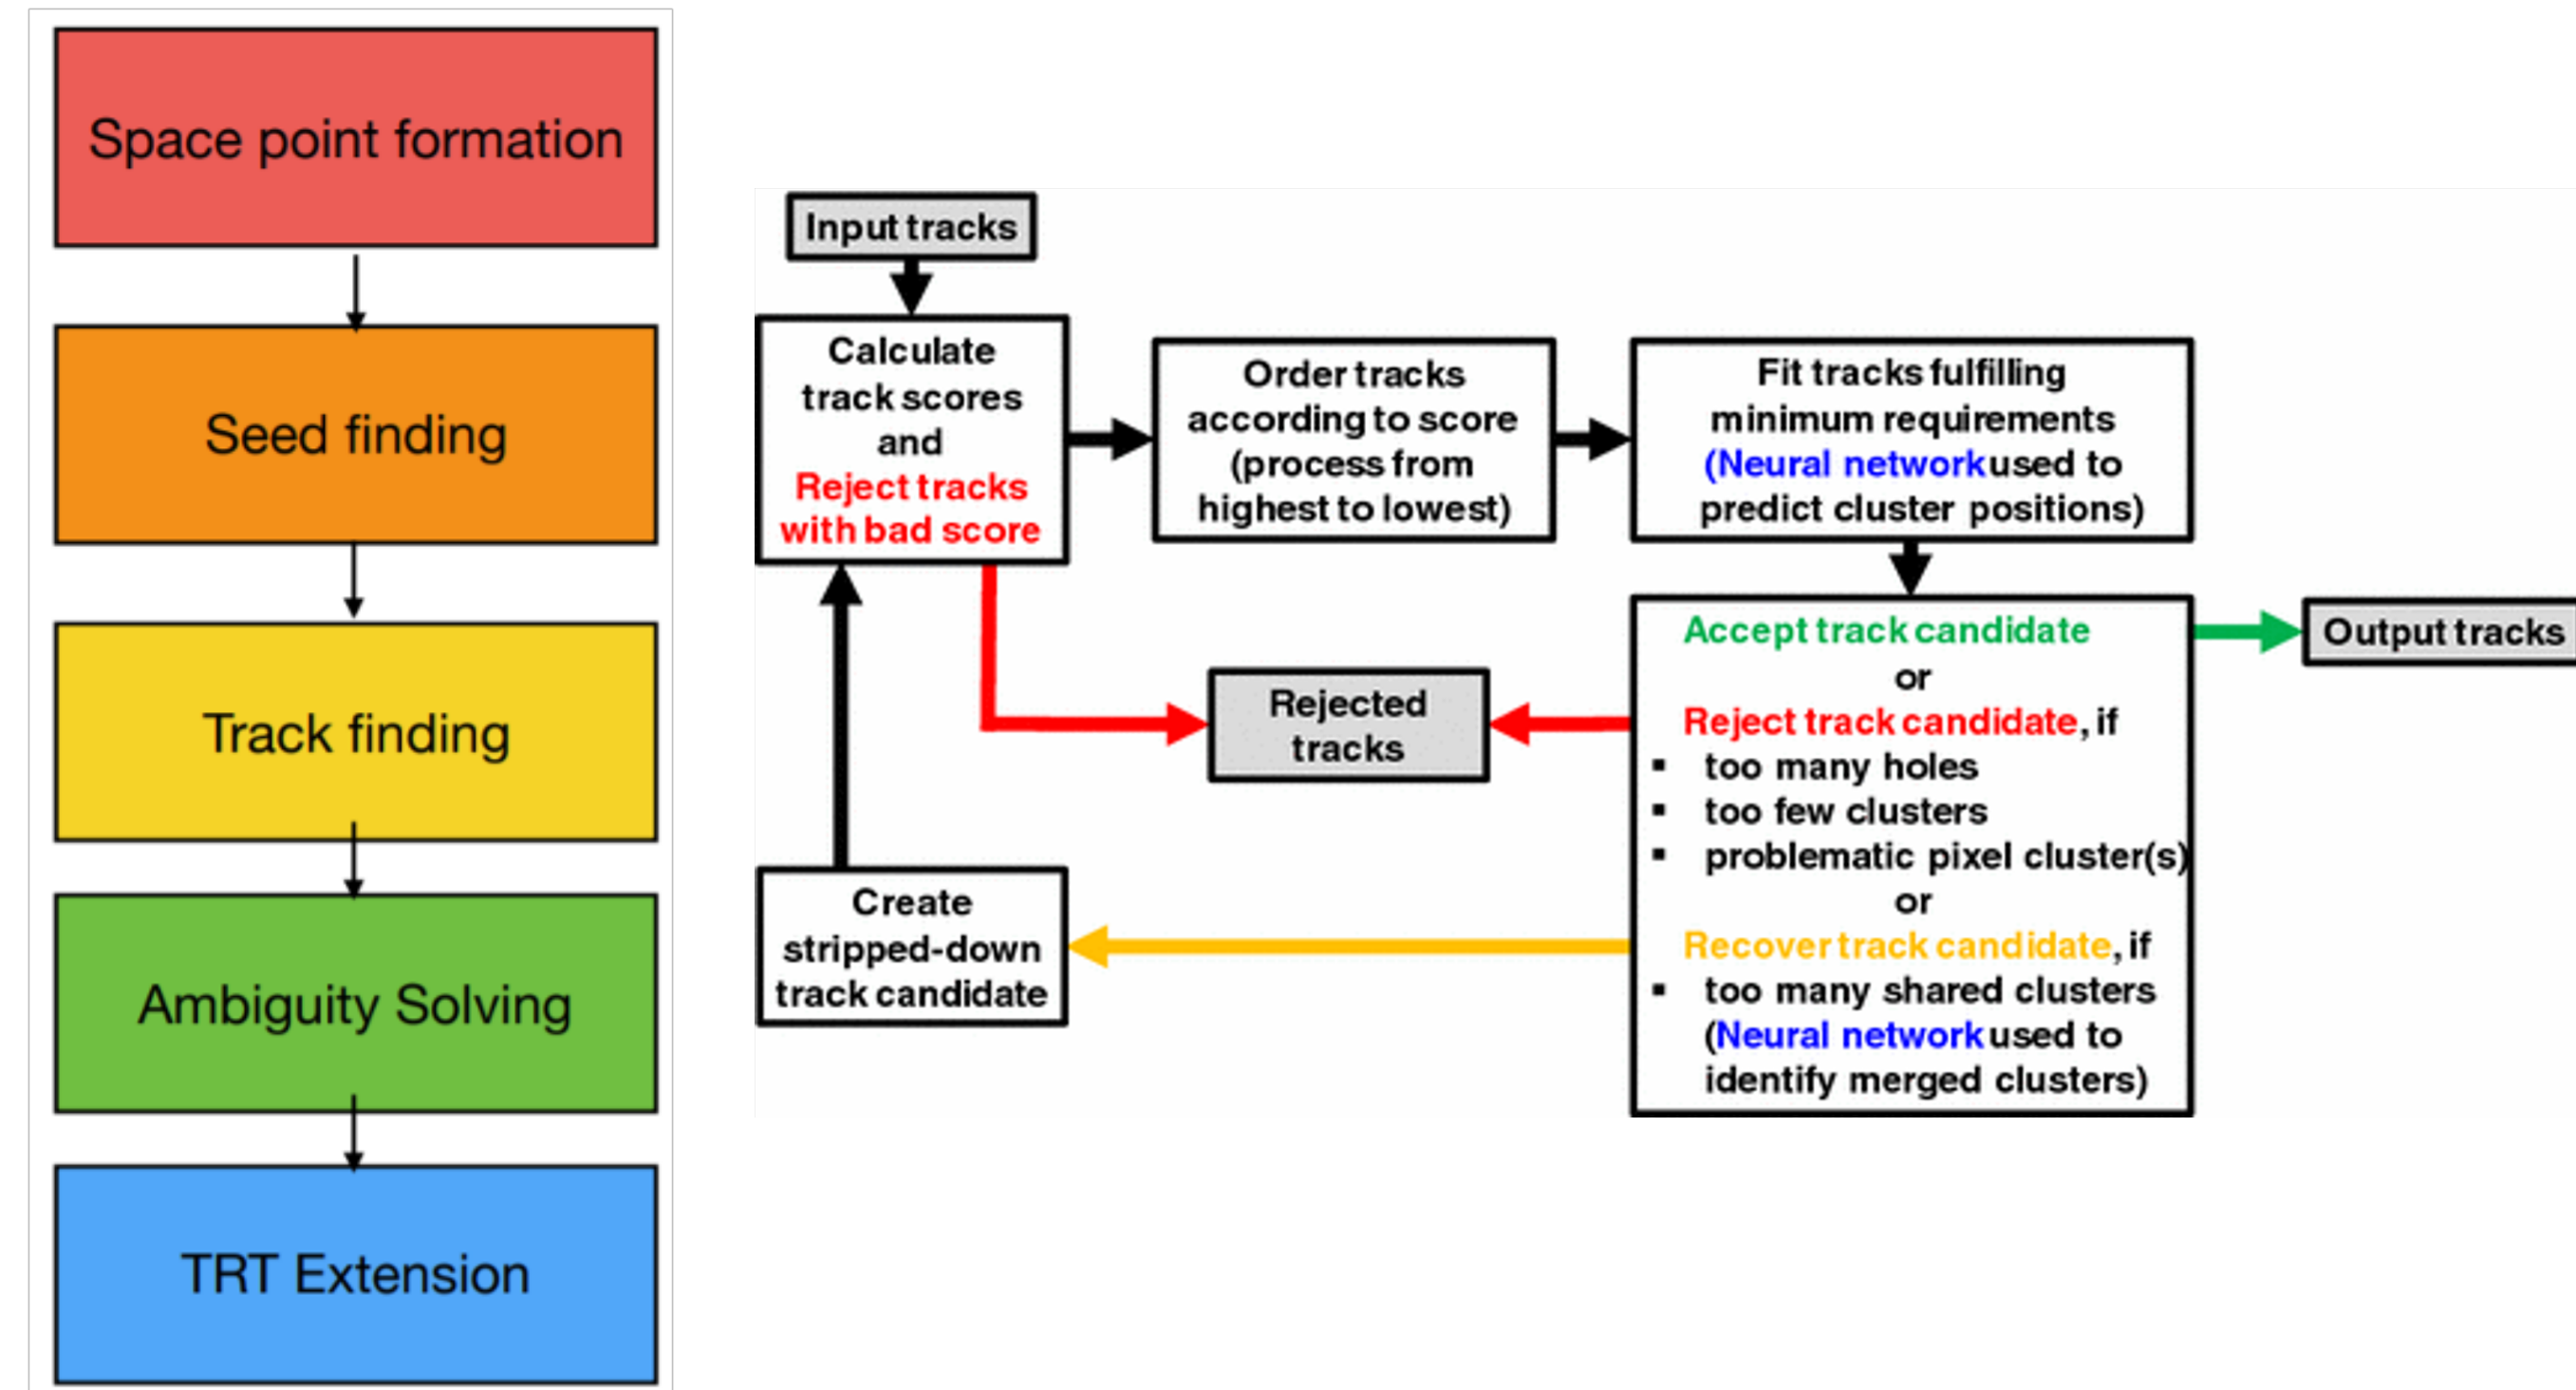 Space point formation
Seed finding
Track finding
Ambiguity Solving
TRT Extension
Input tracks
Calculate
track scores
and
Reject tracks
with bad score
Order tracks
according to score
(process from
highest to lowest)
Fit tracks fulfilling
minimum requirements
(Neural network used to
predict cluster positions)
Accept track candidate
or
Reject track candidate, if
▪ too many holes
▪ too few clusters
▪ problematic pixel cluster(s)
or
Recover track candidate, if
▪ too many shared clusters
(Neural network used to
identify merged clusters)
Output tracks
Rejected
tracks
Create
stripped-down
track candidate